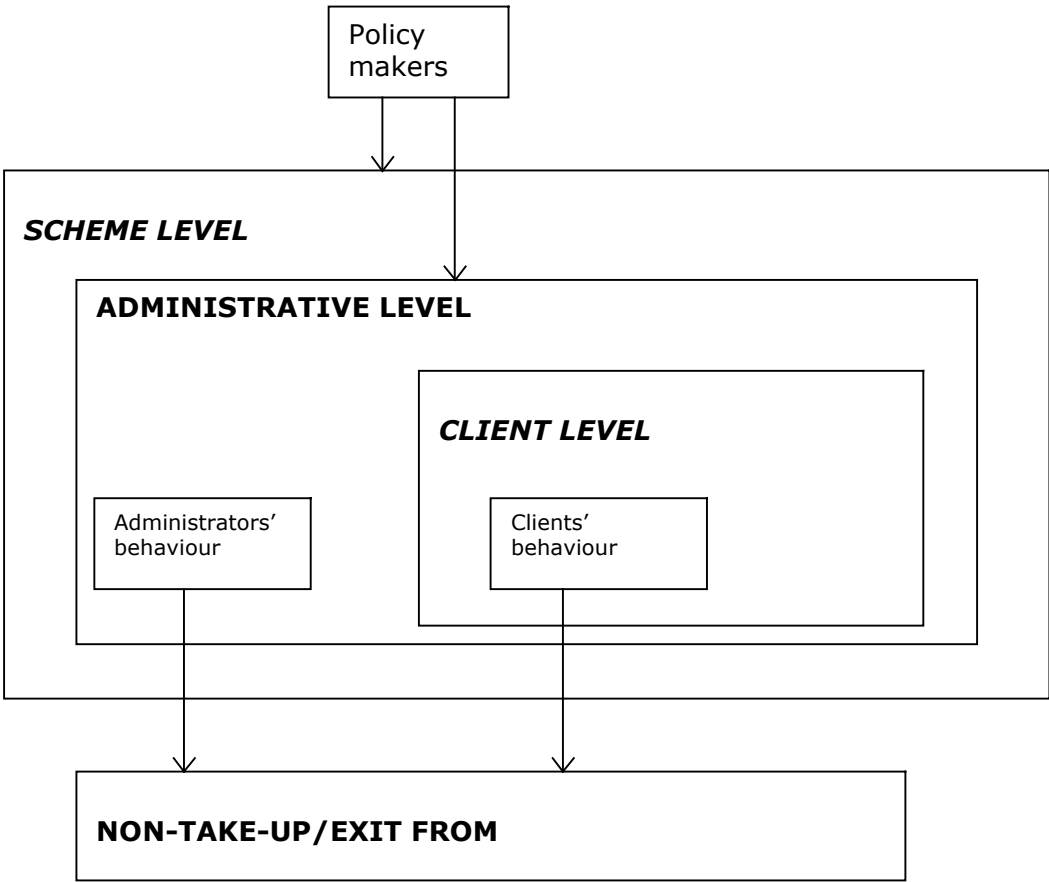 Policy
makers
SCHEME LEVEL
ADMINISTRATIVE LEVEL
CLIENT LEVEL
Administrators’
behaviour
Clients’
behaviour
NON-TAKE-UP/EXIT FROM